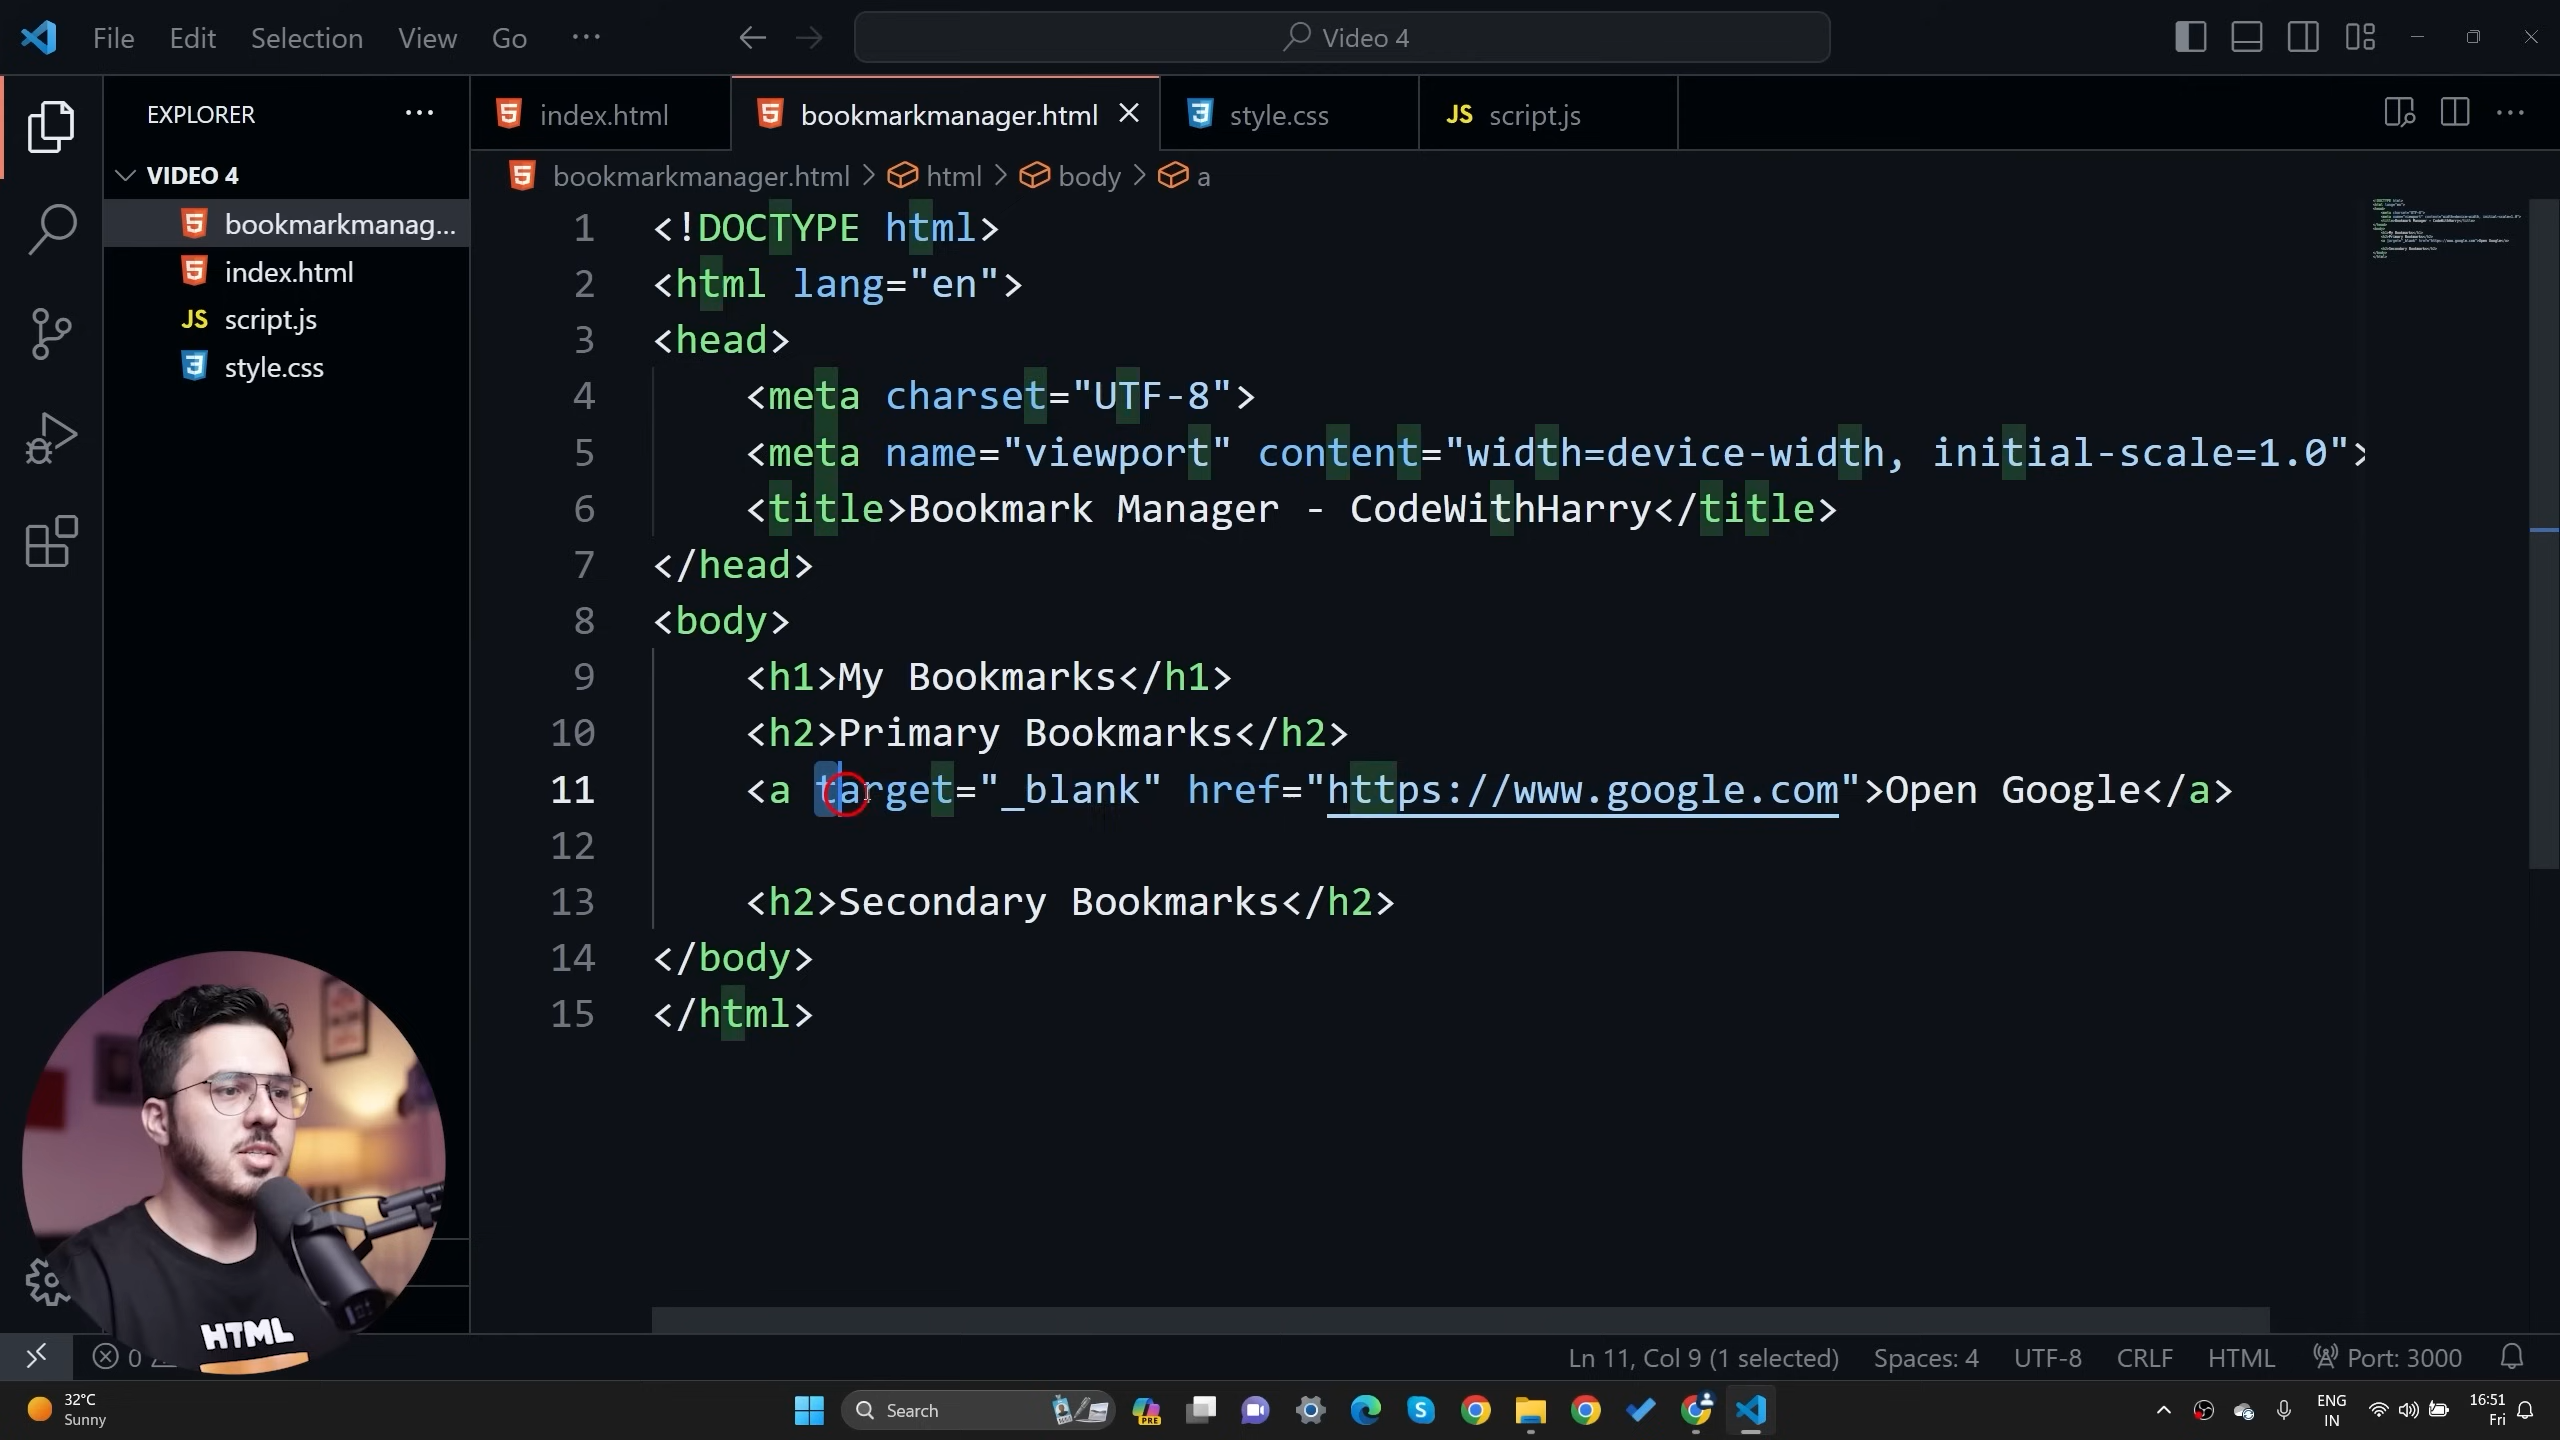 File Edit Selection View Go ... Video 4
EXPLORER ...
VIDEO 4
bookmarkmanag...
index.html
script.js
style.css
index.html
bookmarkmanager.html
style.css
JS script.js
bookmarkmanager.html > html > body > a
1 <!DOCTYPE html>
2 <html lang="en">
3 <head>
4 <meta charset="UTF-8">
5 <meta name="viewport" content="width=device-width, initial-scale=1.0">
6 <title>Bookmark Manager - CodeWithHarry</title>
7 </head>
8 <body>
9 <h1>My Bookmarks</h1>
10 <h2>Primary Bookmarks</h2>
11 <a target="_blank" href="https://www.google.com">Open Google</a>
12
13 <h2>Secondary Bookmarks</h2>
14 </body>
15 </html>
HTML
0
Ln 11, Col 9 (1 selected) Spaces: 4 UTF-8 CRLF HTML Port: 3000
32°C
Sunny
Search
PRE
ENG
IN
16:51
Fri